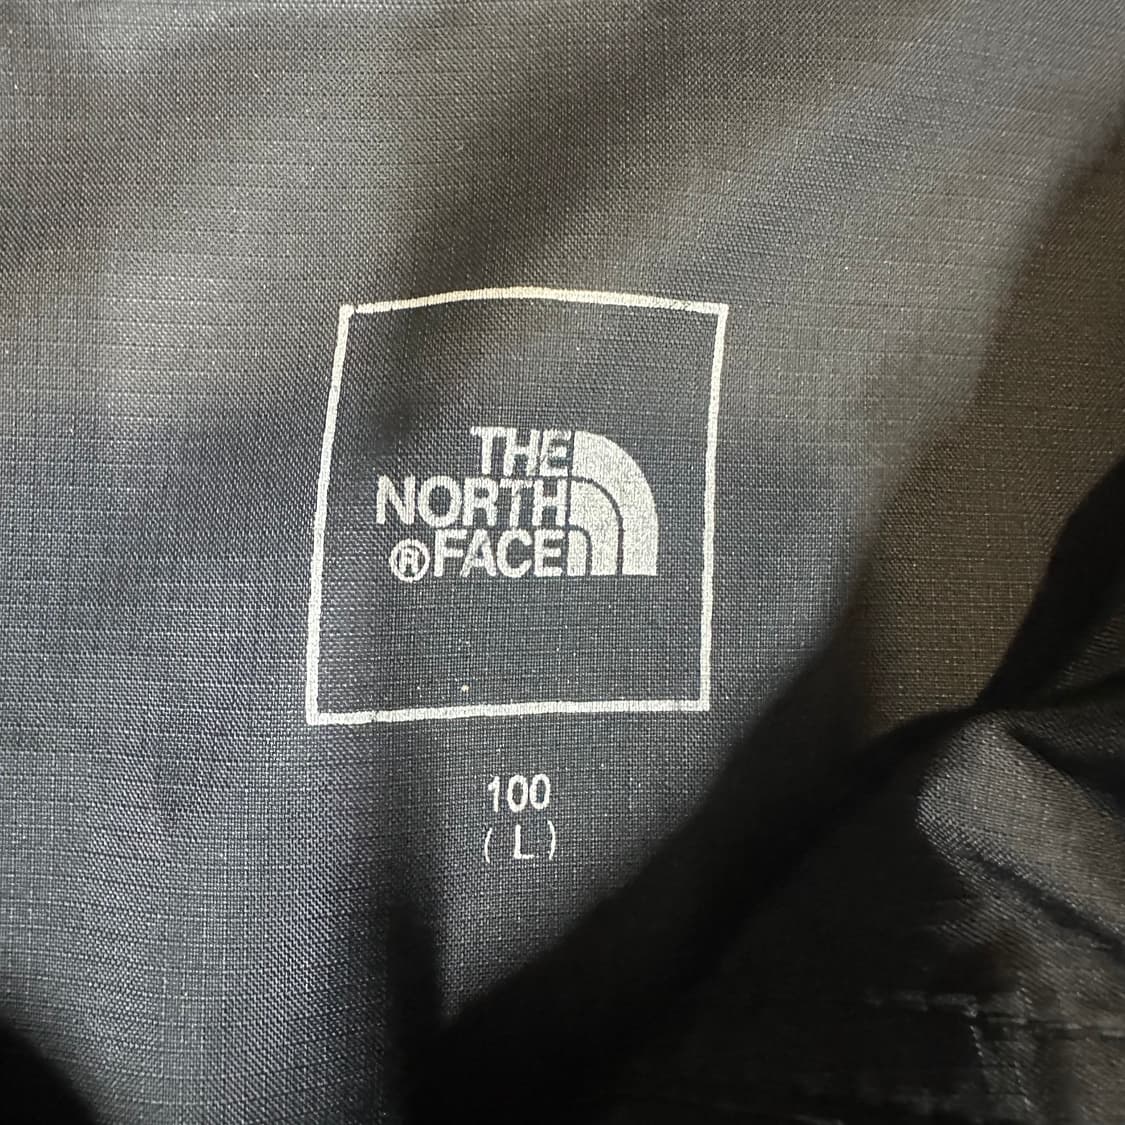 THE
NORTH
®FACE
100
( L )